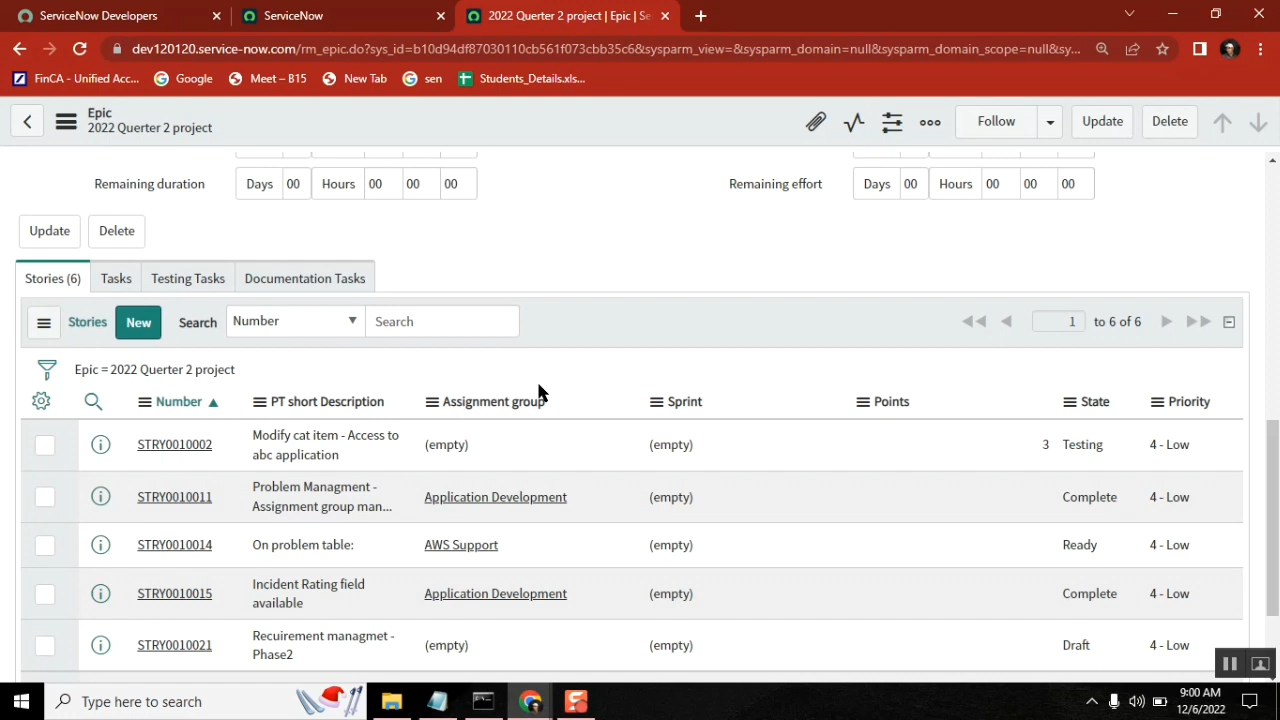 ServiceNow Developers
ServiceNow
2022 Querter 2 project | Epic | Se
dev120120.service-now.com/rm_epic.do?sys_id=b10d94df87030110cb561f073cbb35c6&sysparm_view=&sysparm_domain=null&sysparm_domain_scope=null&sy...
FinCA - Unified Acc...
Google
Meet – B15
New Tab
sen
Students_Details.xls...
Epic
2022 Querter 2 project
Follow
Update
Delete
Remaining duration Days 00 Hours 00 00 00
Remaining effort Days 00 Hours 00 00 00
Update
Delete
Stories (6)
Tasks
Testing Tasks
Documentation Tasks
Stories
New
Search
Number
Search
1
to 6 of 6
Epic = 2022 Querter 2 project
Number
PT short Description
Assignment group
Sprint
Points
State
Priority
STRY0010002
Modify cat item - Access to
abc application
(empty)
(empty)
3
Testing
4 - Low
STRY0010011
Problem Managment -
Assignment group man...
Application Development
(empty)
Complete
4 - Low
STRY0010014
On problem table:
AWS Support
(empty)
Ready
4 - Low
STRY0010015
Incident Rating field
available
Application Development
(empty)
Complete
4 - Low
STRY0010021
Recuirement managmet -
Phase2
(empty)
(empty)
Draft
4 - Low
Type here to search
9:00 AM
12/6/2022